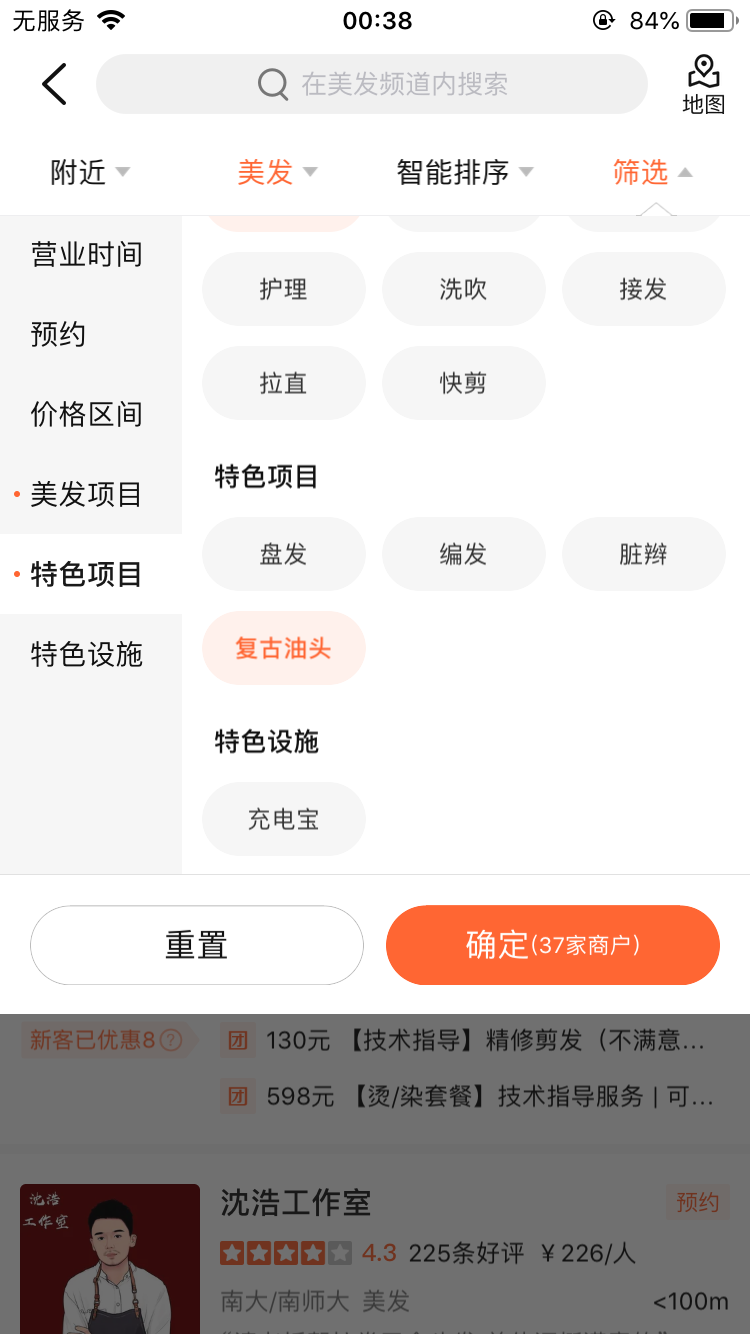 无服务 00:38 84%
在美发频道内搜索
地图
附近 美发 智能排序 筛选
营业时间
预约
价格区间
美发项目
特色项目
特色设施
护理 洗吹 接发
拉直 快剪
特色项目
盘发 编发 脏辫
复古油头
特色设施
充电宝
重置 确定(37家商户)
新客已优惠8? 团 130元 【技术指导】精修剪发（不满意...
团 598元 【烫/染套餐】技术指导服务 | 可...
沈浩
工作室
沈浩工作室 预约
4.3 225条好评 ¥226/人
南大/南师大 美发 <100m